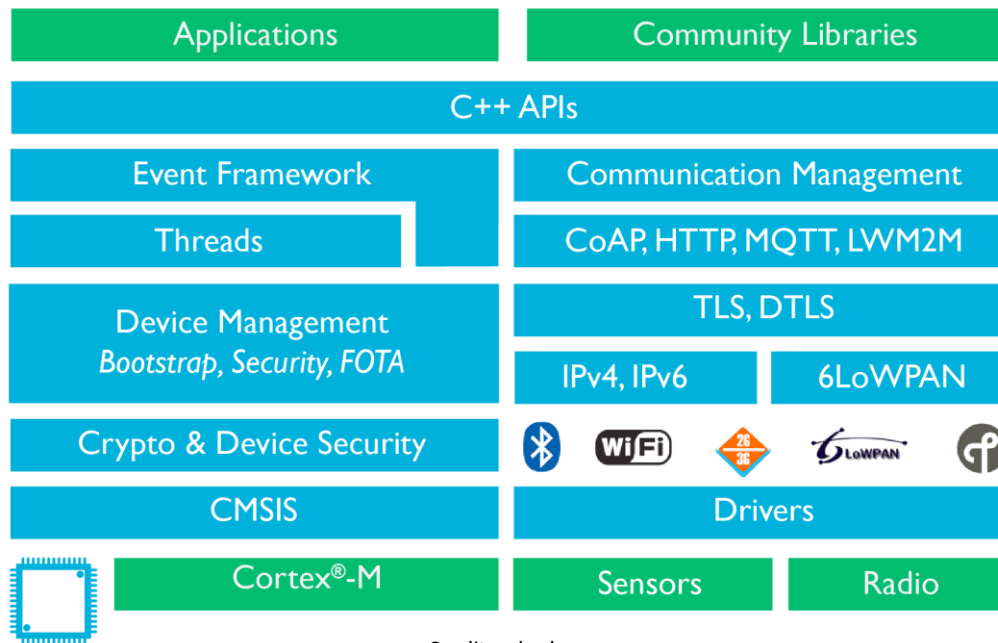 Applications
Community Libraries
C++ APIs
Event Framework
Communication Management
Threads
CoAP, HTTP, MQTT, LWM2M
Device Management
Bootstrap, Security, FOTA
TLS, DTLS
IPv4, IPv6
6LoWPAN
Crypto & Device Security
WiFi
2G
3G
6LoWPAN
CMSIS
Drivers
Cortex®-M
Sensors
Radio